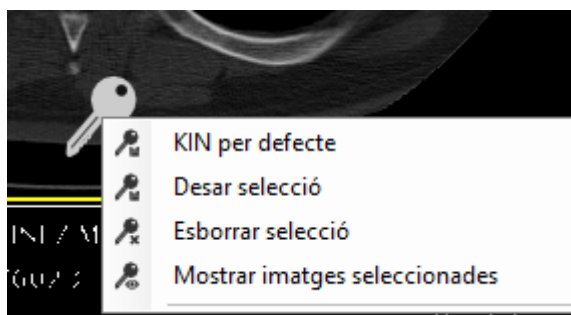 KIN per defecte
Desar selecció
Esborrar selecció
Mostrar imatges seleccionades